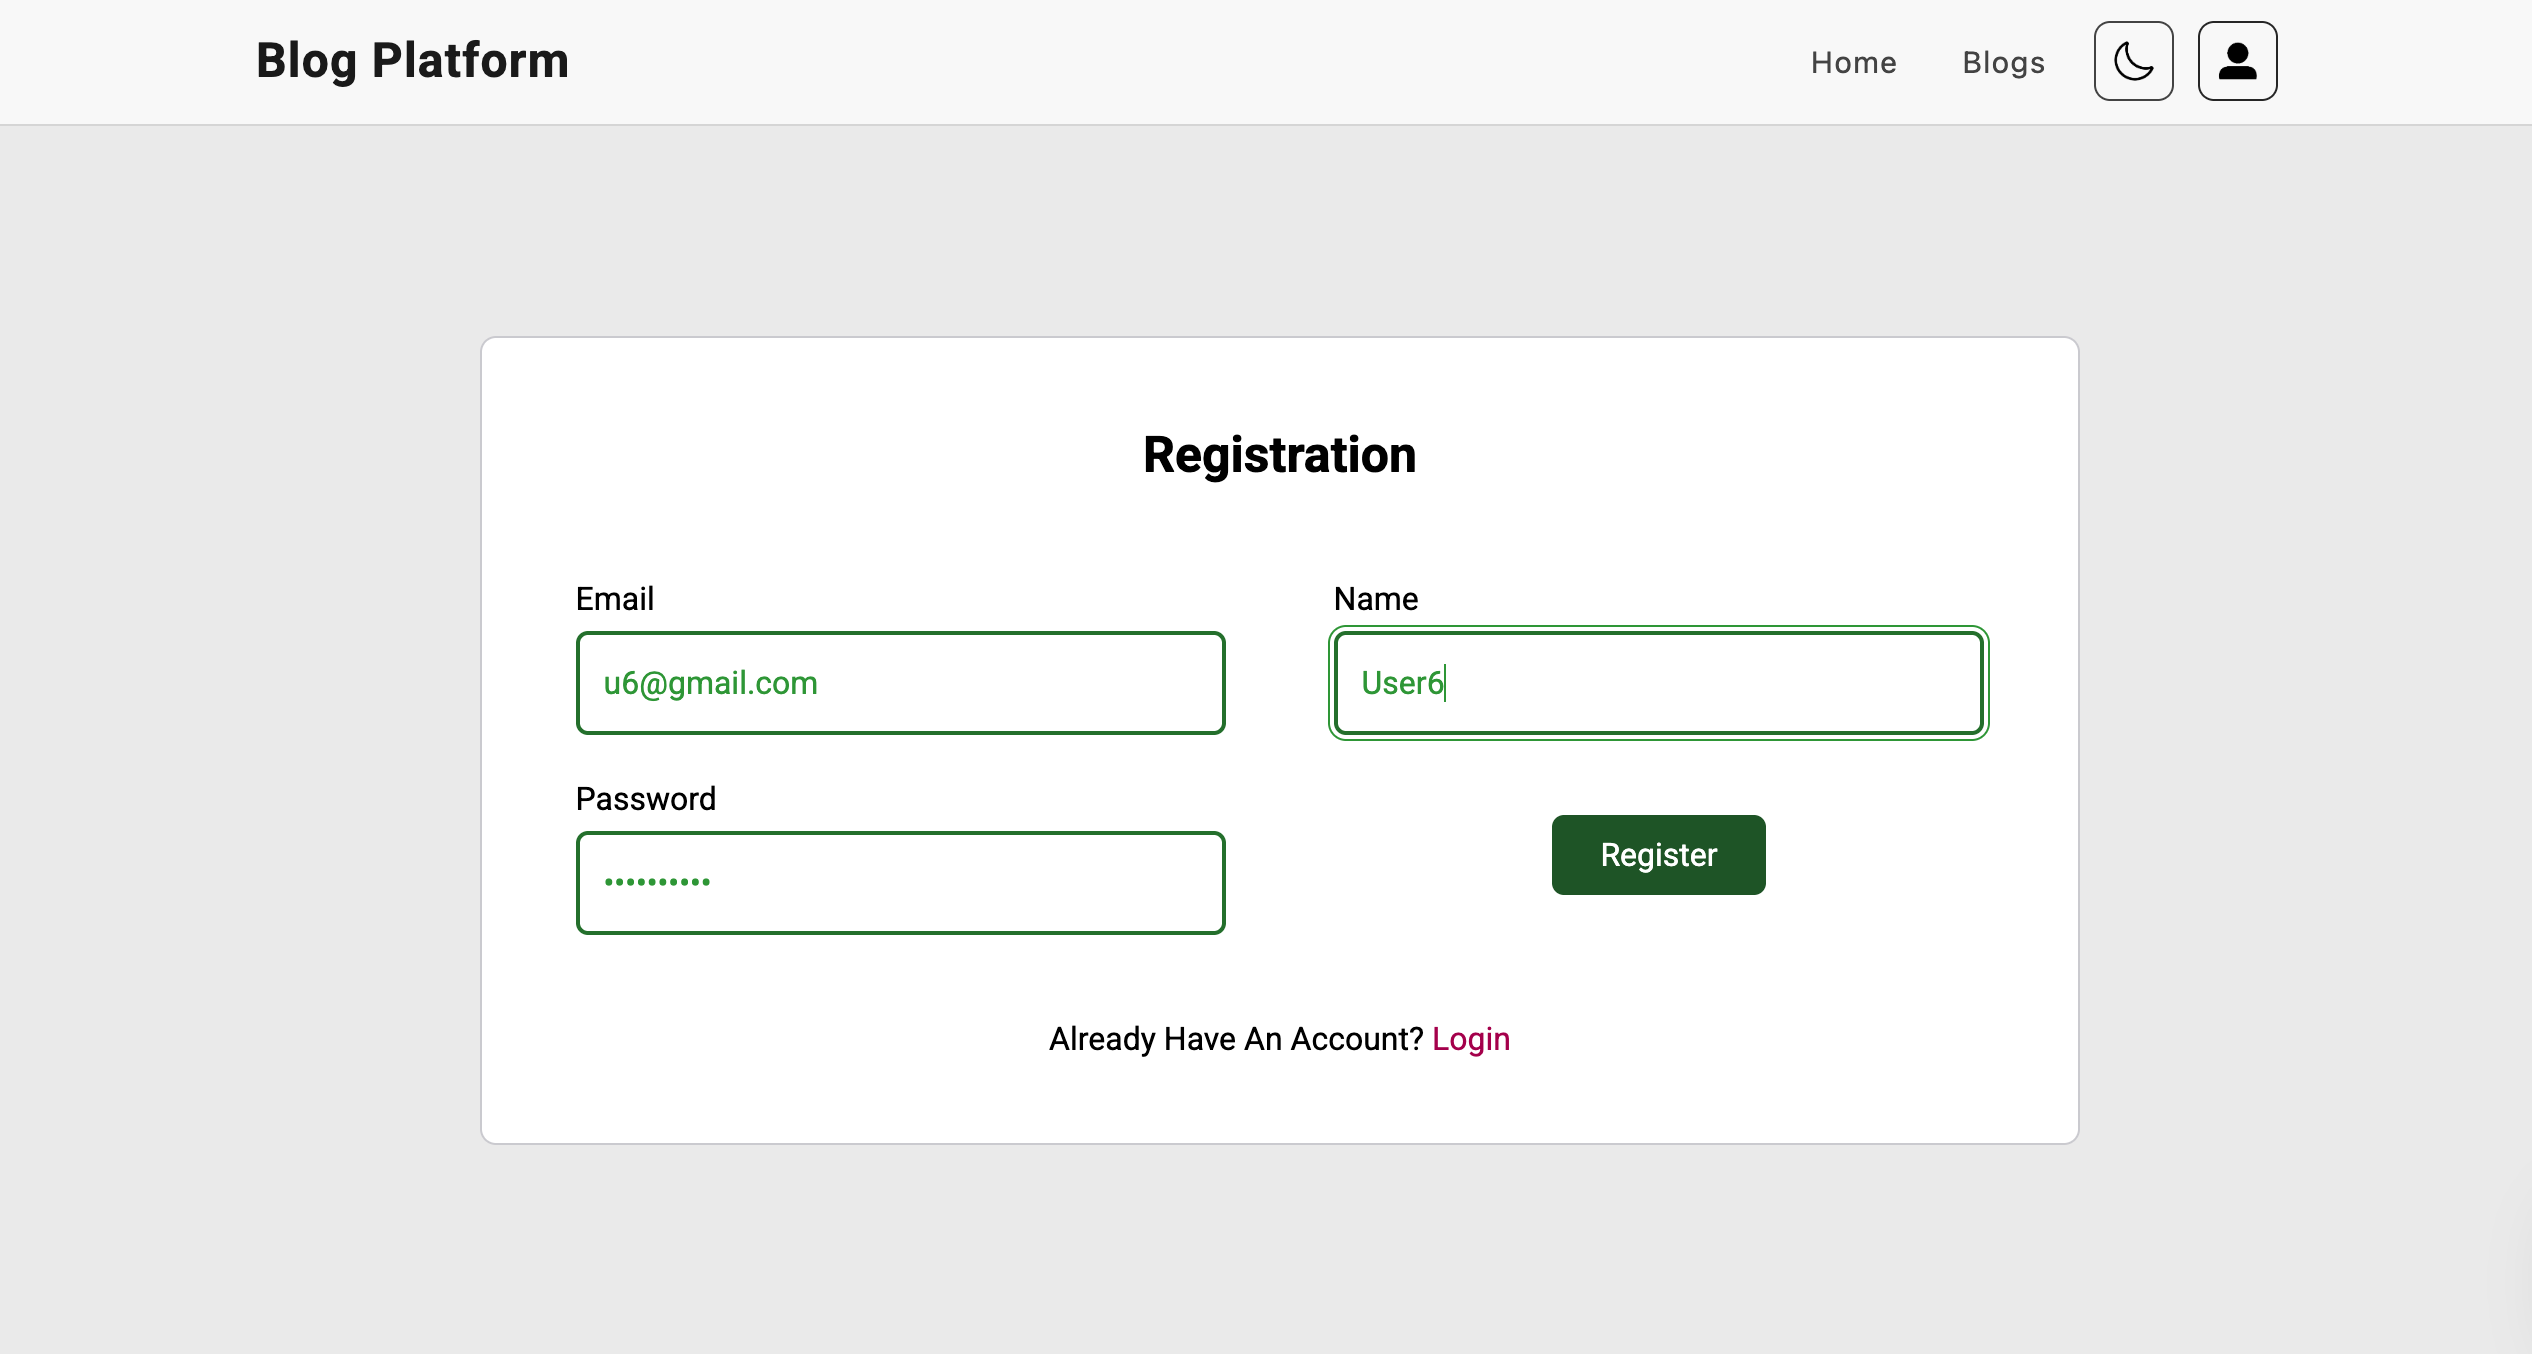 Blog Platform
Home
Blogs
Registration
Email
Name
u6@gmail.com
User6
Password
••••••••••
Register
Already Have An Account? Login